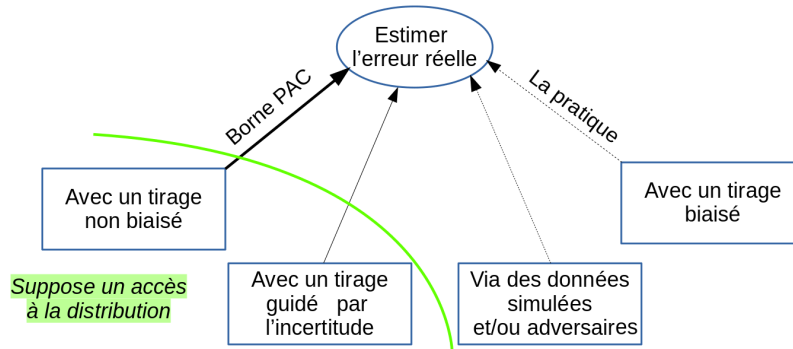 Estimer
l'erreur réelle
Borne PAC
La pratique
Avec un tirage
non biaisé
Avec un tirage
biaisé
Suppose un accès
à la distribution
Avec un tirage
guidé par
l'incertitude
Via des données
simulées
et/ou adversaires